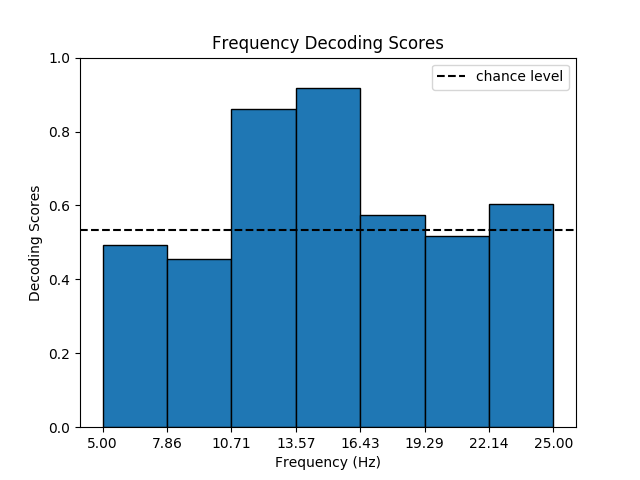 Frequency Decoding Scores
chance level
1.0
0.8
0.6
0.4
0.2
0.0
Decoding Scores
5.00 7.86 10.71 13.57 16.43 19.29 22.14 25.00
Frequency (Hz)